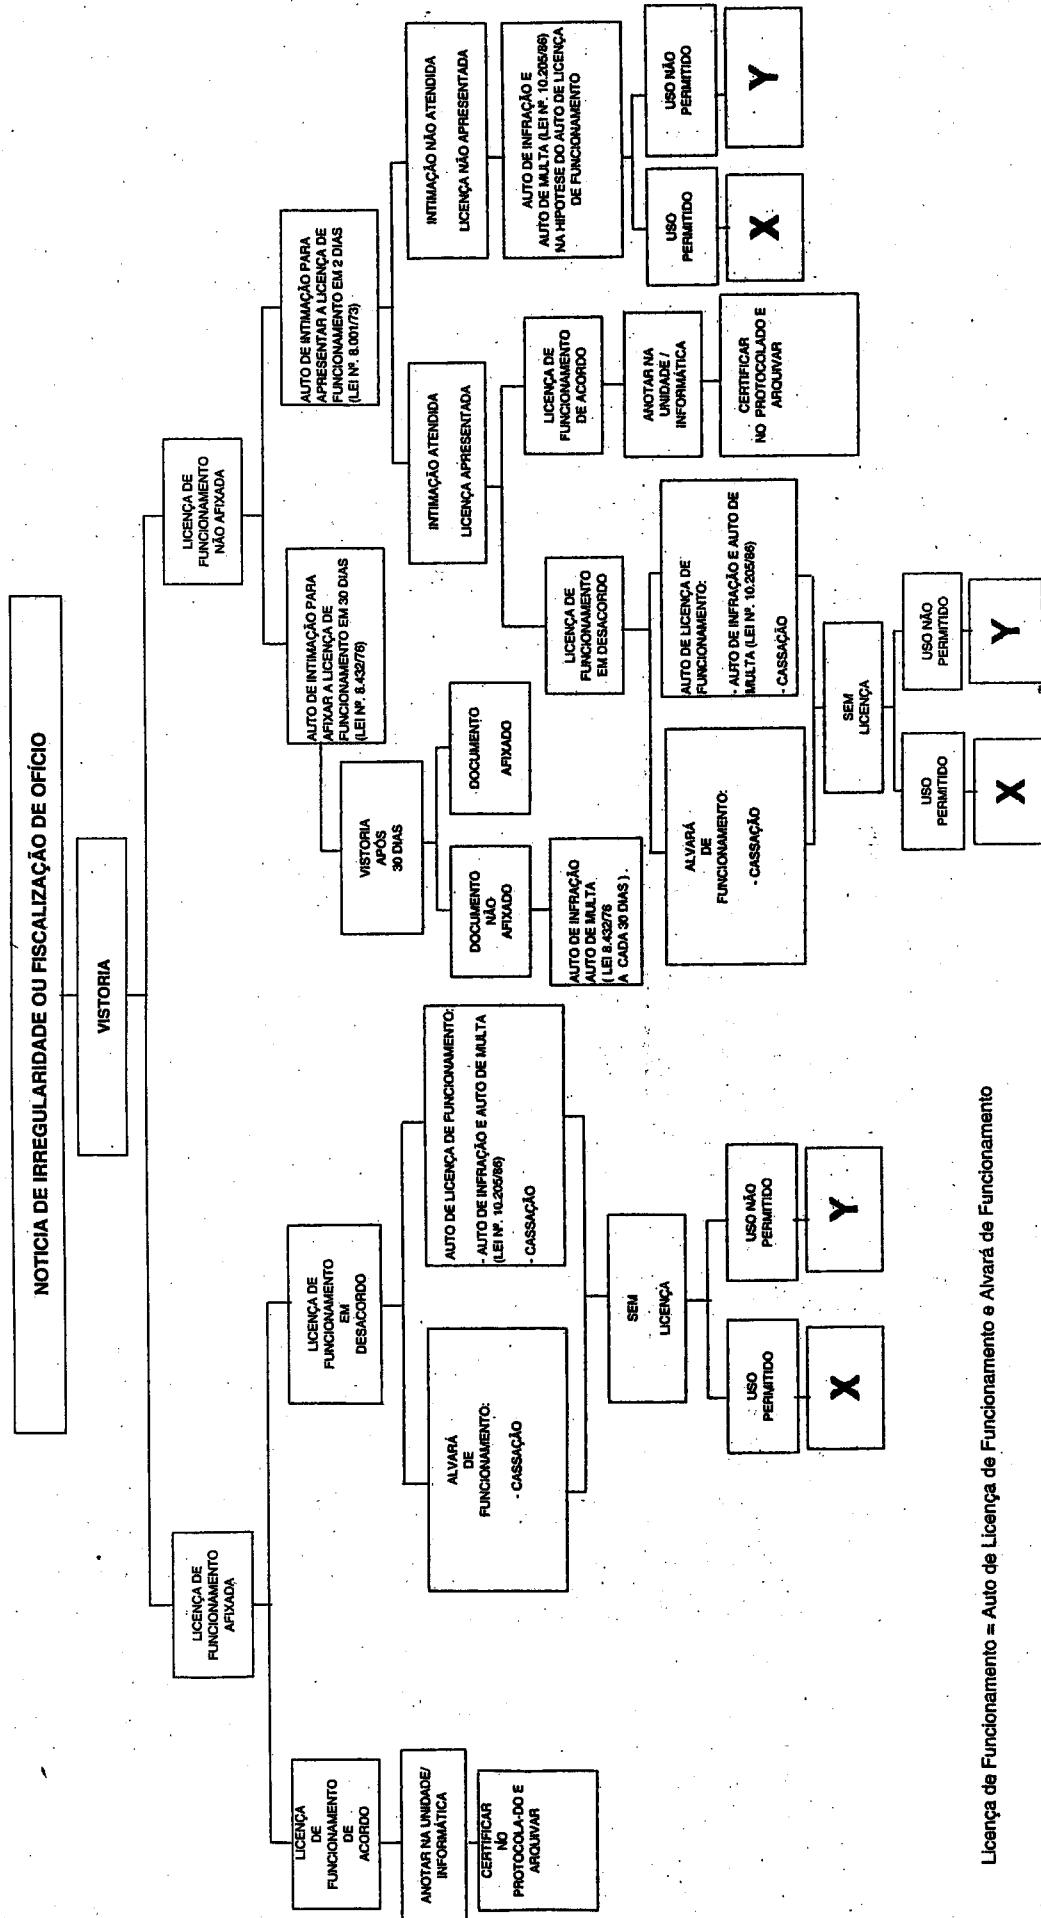 NOTICIA DE IRREGULARIDADE OU FISCALIZAÇÃO DE OFÍCIO
VISTORIA
LICENÇA DE
FUNCIONAMENTO
AFIXADA
LICENÇA
DE
FUNCIONAMENTO
DE
ACORDO
ANOTAR NA UNIDADE/
INFORMÁTICA
CERTIFICAR
NO
PROTOCOLA-DO E
ARQUIVAR
LICENÇA DE
FUNCIONAMENTO
EM
DESACORDO
ALVARÁ
DE
FUNCIONAMENTO:
- CASSAÇÃO
AUTO DE LICENÇA DE FUNCIONAMENTO:
- AUTO DE INFRAÇÃO E AUTO DE MULTA
(LEI Nº. 10.205/86)
- CASSAÇÃO
SEM
LICENÇA
USO
PERMITIDO
X
USO NÃO
PERMITIDO
Y
LICENÇA DE
FUNCIONAMENTO
NÃO AFIXADA
AUTO DE INTIMAÇÃO PARA
AFIXAR A LICENÇA DE
FUNCIONAMENTO EM 30 DIAS
(LEI Nº. 8.432/76)
VISTORIA
APÓS
30 DIAS
DOCUMENTO
NÃO
AFIXADO
AUTO DE INFRAÇÃO
AUTO DE MULTA
( LEI 8.432/76
A CADA 30 DIAS ) .
DOCUMENTO
AFIXADO
AUTO DE INTIMAÇÃO PARA
APRESENTAR A LICENÇA DE
FUNCIONAMENTO EM 2 DIAS
(LEI Nº. 8.001/73)
INTIMAÇÃO ATENDIDA
LICENÇA APRESENTADA
LICENÇA DE
FUNCIONAMENTO
EM DESACORDO
ALVARÁ
DE
FUNCIONAMENTO:
- CASSAÇÃO
AUTO DE LICENÇA DE
FUNCIONAMENTO:
- AUTO DE INFRAÇÃO E AUTO DE
MULTA (LEI Nº. 10.205/86)
- CASSAÇÃO
SEM
LICENÇA
USO
PERMITIDO
X
USO NÃO
PERMITIDO
Y
LICENÇA DE
FUNCIONAMENTO
DE ACORDO
ANOTAR NA
UNIDADE /
INFORMÁTICA
CERTIFICAR
NO PROTOCOLADO E
ARQUIVAR
INTIMAÇÃO NÃO ATENDIDA
LICENÇA NÃO APRESENTADA
AUTO DE INFRAÇÃO E
AUTO DE MULTA (LEI Nº. 10.205/86)
NA HIPOTESE DO AUTO DE LICENÇA
DE FUNCIONAMENTO
USO
PERMITIDO
X
USO NÃO
PERMITIDO
Y
Licença de Funcionamento = Auto de Licença de Funcionamento e Alvará de Funcionamento